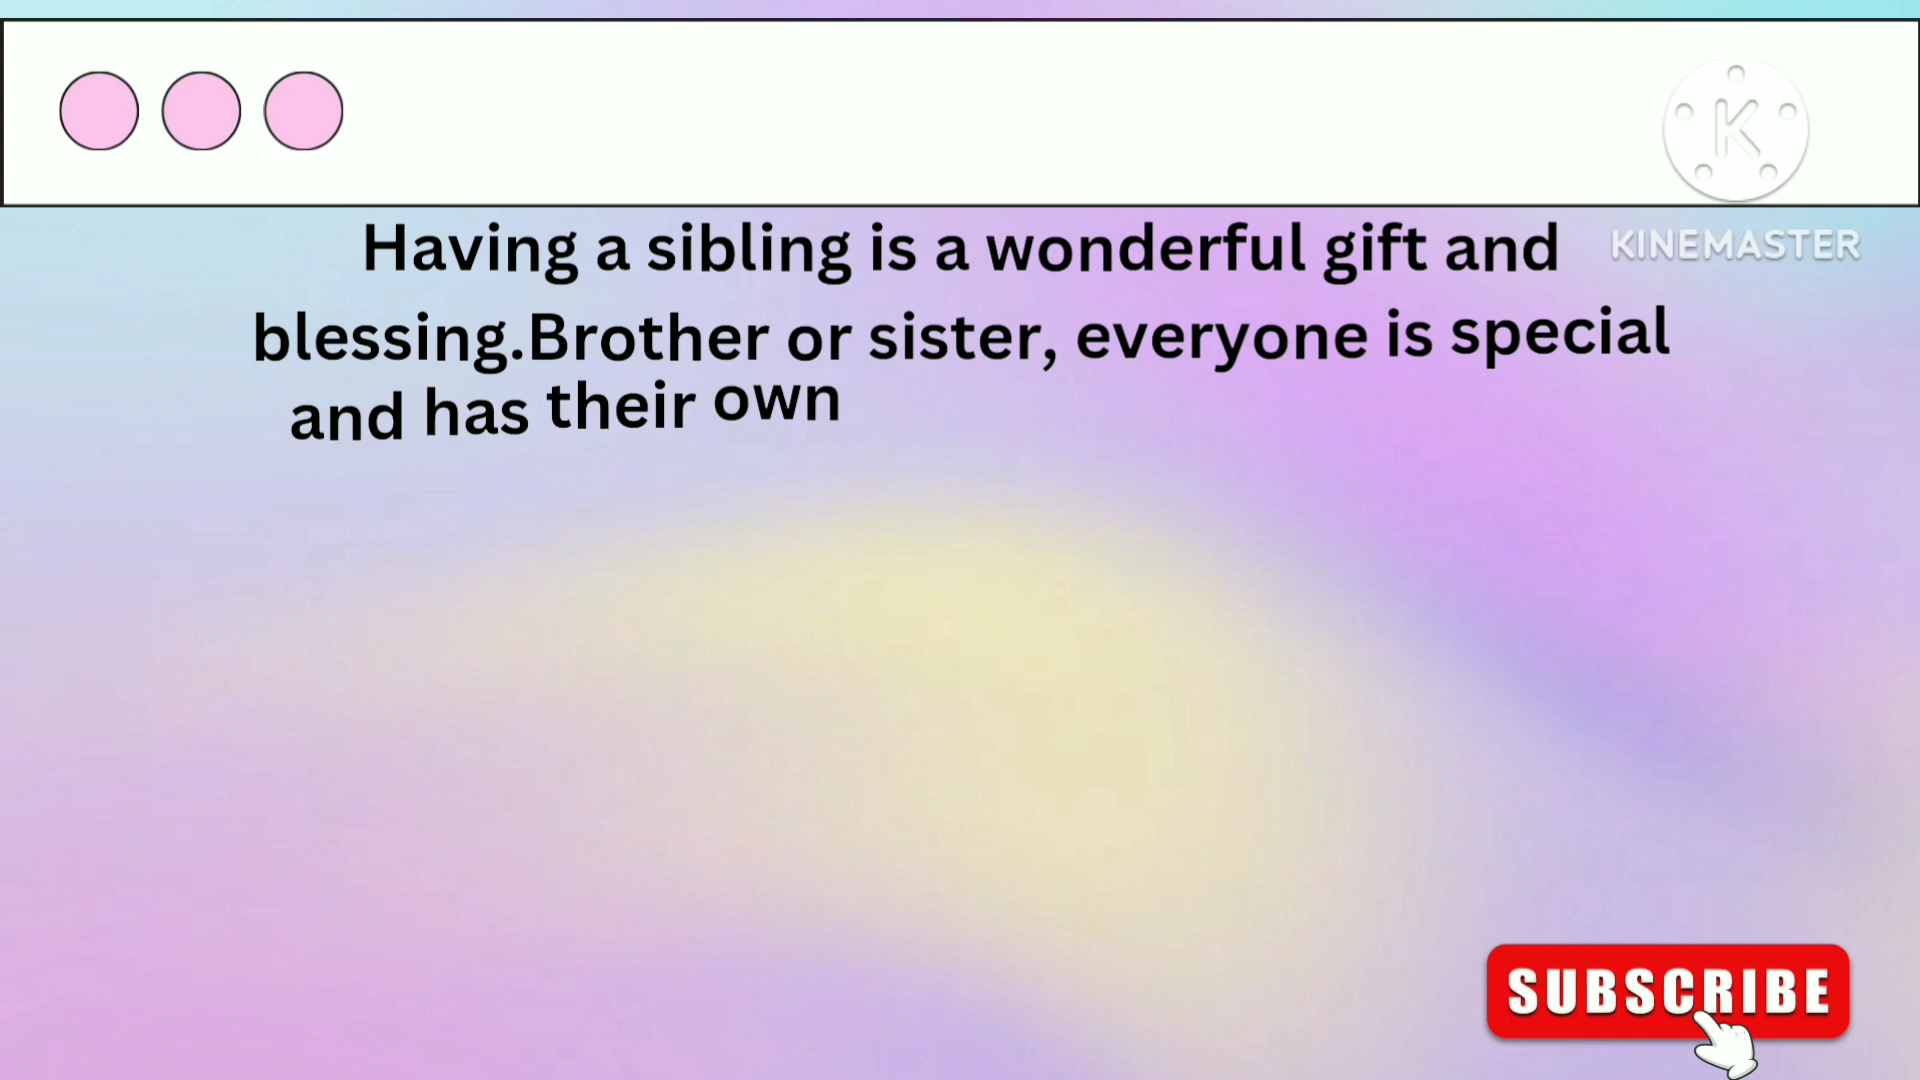 K
KINEMASTER
Having a sibling is a wonderful gift and
blessing.Brother or sister, everyone is special
and has their own
SUBSCRIBE